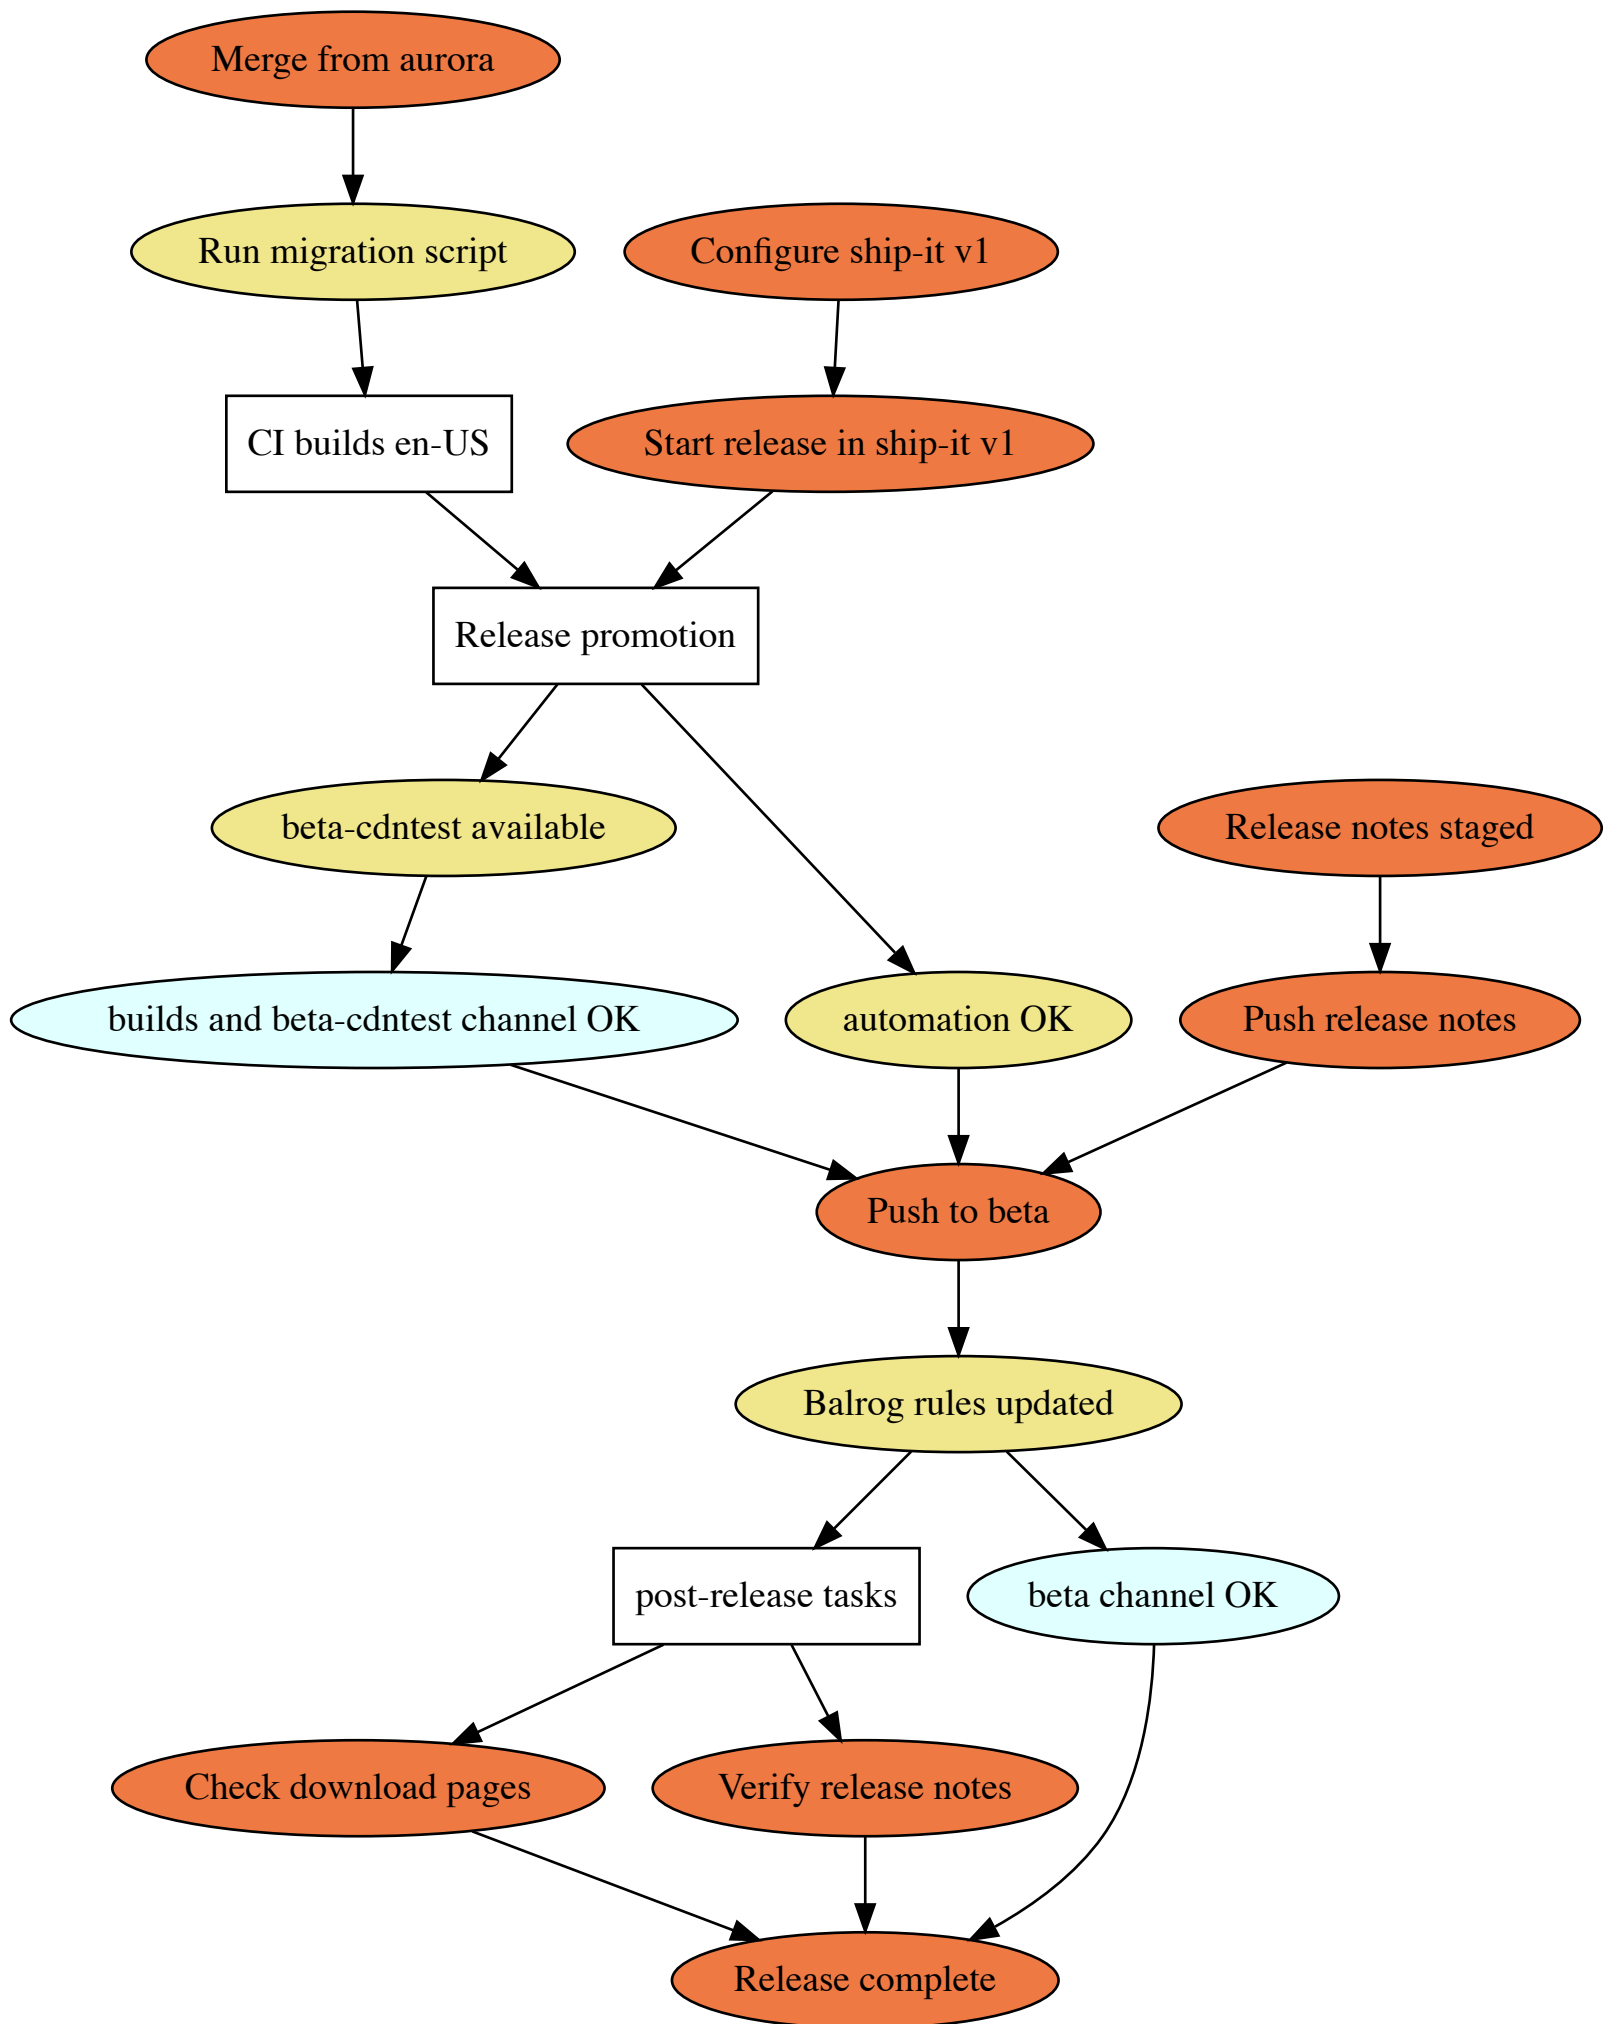 Merge from aurora
Run migration script
Configure ship-it v1
CI builds en-US
Start release in ship-it v1
Release promotion
beta-cdntest available
Release notes staged
builds and beta-cdntest channel OK
automation OK
Push release notes
Push to beta
Balrog rules updated
post-release tasks
beta channel OK
Check download pages
Verify release notes
Release complete